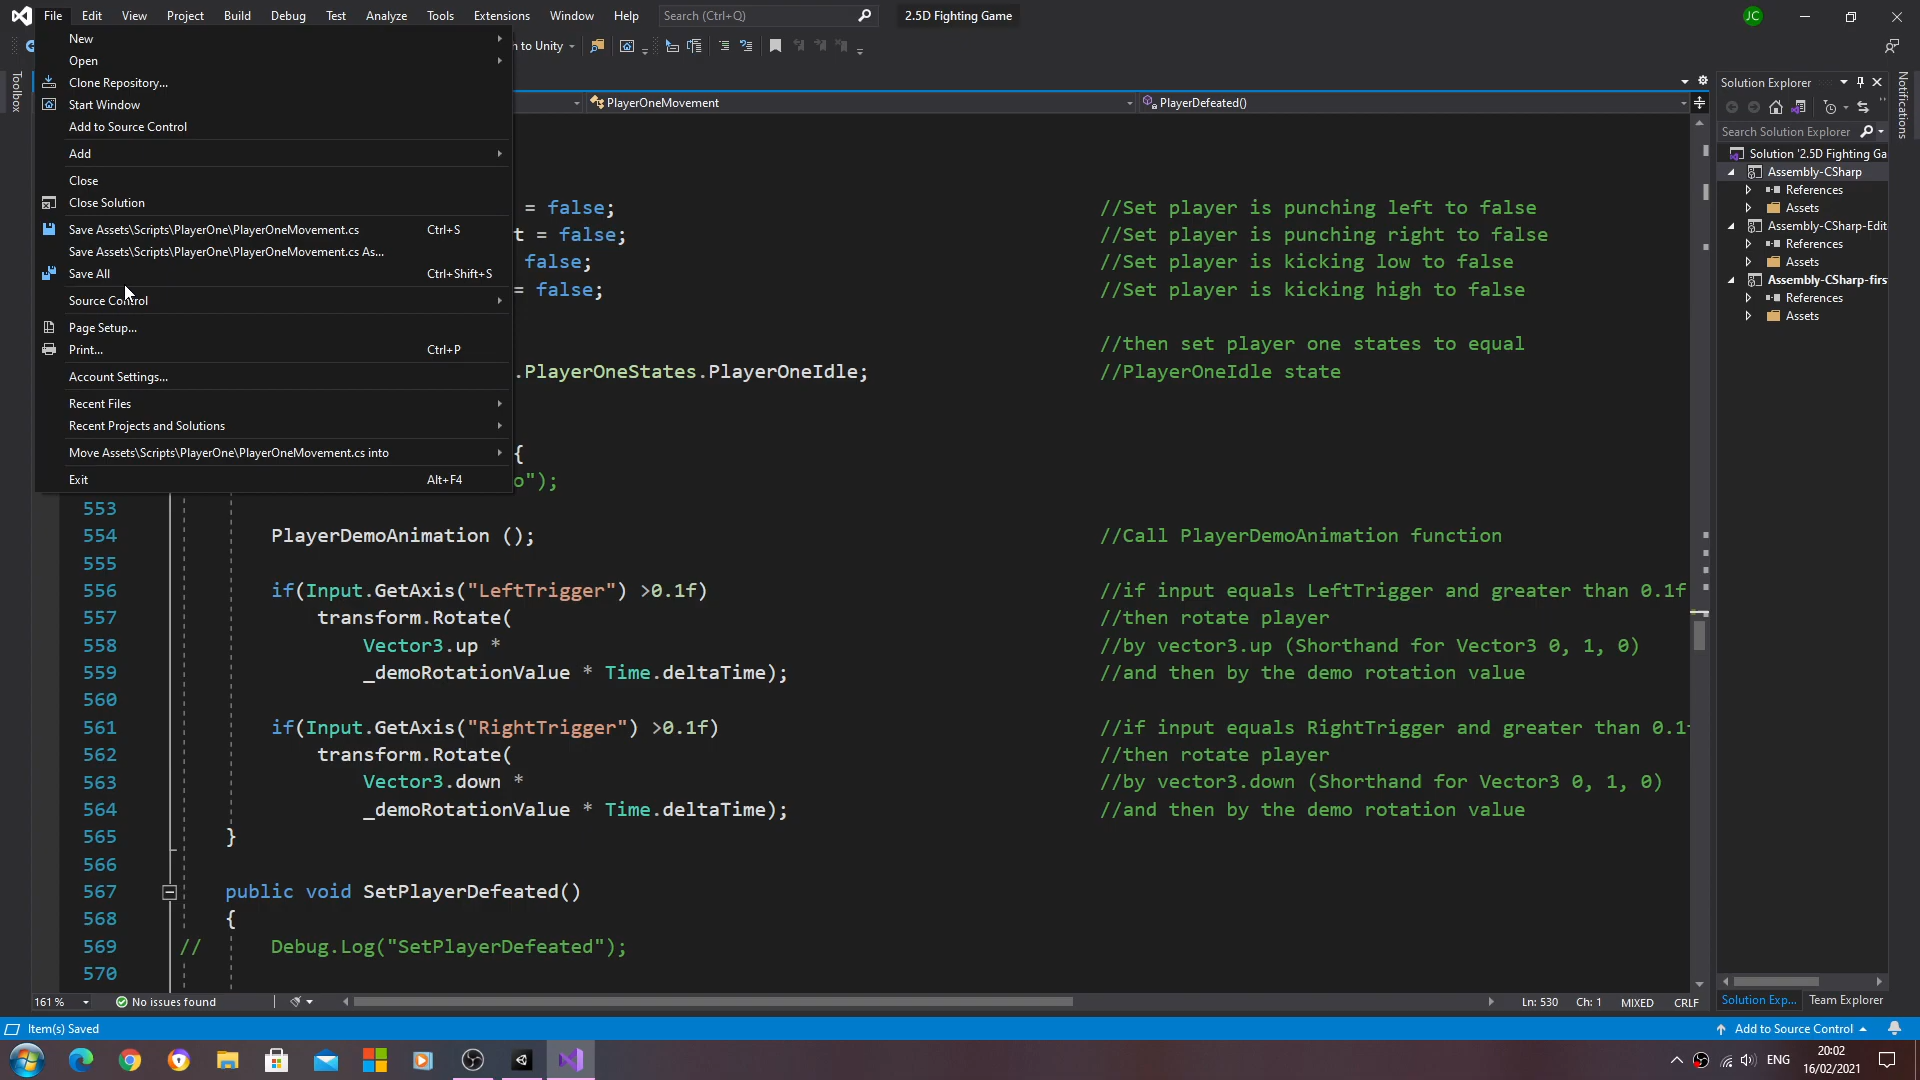 File Edit View Project Build Debug Test Analyze Tools Extensions Window Help Search (Ctrl+Q) 2.5D Fighting Game JC
New
Open
Clone Repository...
Start Window
Add to Source Control
Add
Close
Close Solution
Save Assets\Scripts\PlayerOne\PlayerOneMovement.cs Ctrl+S
Save Assets\Scripts\PlayerOne\PlayerOneMovement.cs As...
Save All Ctrl+Shift+S
Source Control
Page Setup...
Print... Ctrl+P
Account Settings...
Recent Files
Recent Projects and Solutions
Move Assets\Scripts\PlayerOne\PlayerOneMovement.cs into
Exit Alt+F4
to Unity
Toolbox
PlayerOneMovement PlayerDefeated()
= false; //Set player is punching left to false
t = false; //Set player is punching right to false
false; //Set player is kicking low to false
= false; //Set player is kicking high to false
//then set player one states to equal
.PlayerOneStates.PlayerOneIdle; //PlayerOneIdle state
{
o");
553
554 PlayerDemoAnimation (); //Call PlayerDemoAnimation function
555
556 if(Input.GetAxis("LeftTrigger") >0.1f) //if input equals LeftTrigger and greater than 0.1f
557 transform.Rotate( //then rotate player
558 Vector3.up * //by vector3.up (Shorthand for Vector3 0, 1, 0)
559 _demoRotationValue * Time.deltaTime); //and then by the demo rotation value
560
561 if(Input.GetAxis("RightTrigger") >0.1f) //if input equals RightTrigger and greater than 0.1
562 transform.Rotate( //then rotate player
563 Vector3.down * //by vector3.down (Shorthand for Vector3 0, 1, 0)
564 _demoRotationValue * Time.deltaTime); //and then by the demo rotation value
565 }
566
567 public void SetPlayerDefeated()
568 {
569 // Debug.Log("SetPlayerDefeated");
570
161 % No issues found Ln: 530 Ch: 1 MIXED CRLF
Solution Explorer
Search Solution Explorer
Solution '2.5D Fighting Ga
Assembly-CSharp
References
Assets
Assembly-CSharp-Edit
References
Assets
Assembly-CSharp-firs
References
Assets
Solution Exp... Team Explorer
Notifications
Item(s) Saved Add to Source Control
ENG 20:02
16/02/2021